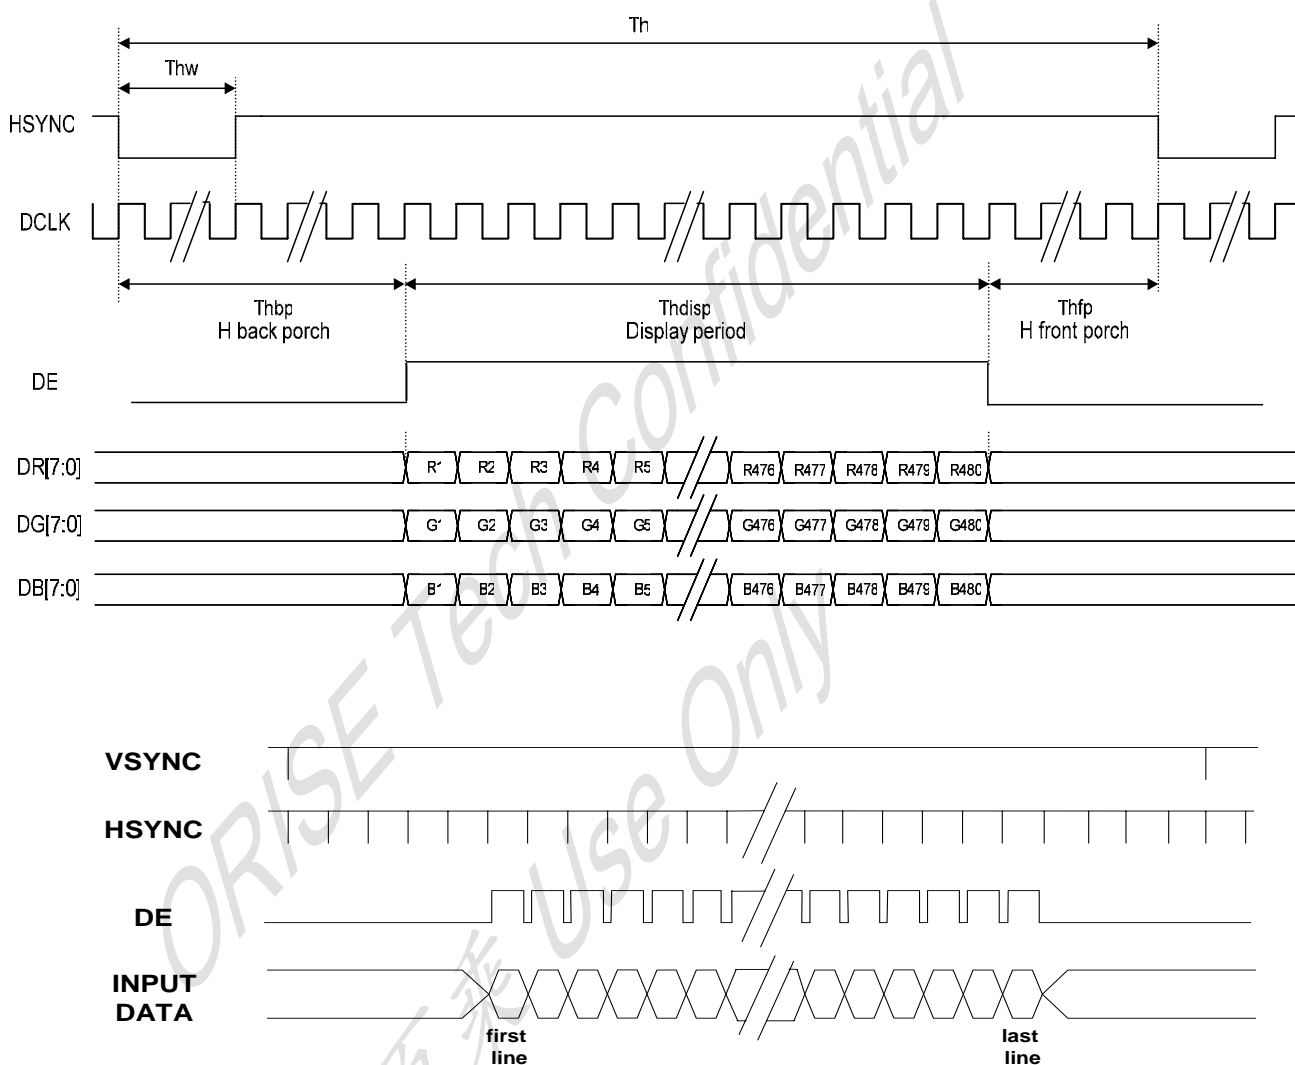 Th
Thw
HSYNC
DCLK
Thbp
H back porch
Thdisp
Display period
Thfp
H front porch
DE
DR[7:0] R1 R2 R3 R4 R5 R476 R477 R478 R479 R480
DG[7:0] G1 G2 G3 G4 G5 G476 G477 G478 G479 G480
DB[7:0] B1 B2 B3 B4 B5 B476 B477 B478 B479 B480
ORISE Tech Confidential
Use Only
VSYNC
HSYNC
DE
INPUT
DATA
first
line
last
line